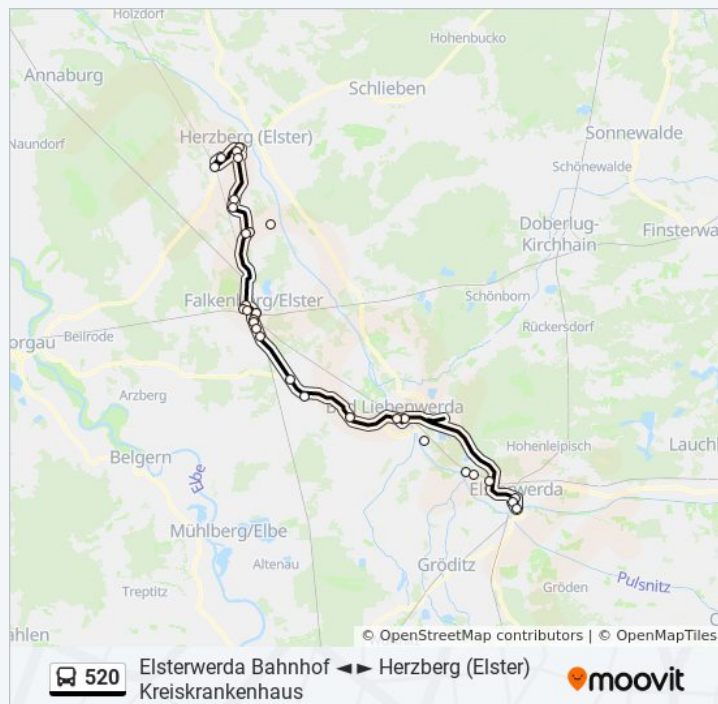 Holzdorf
Hohenbucko
Annaburg
Schlieben
Herzberg (Elster)
Sonnewalde
Naundorf
Schönewalde
Doberlug-
Kirchhain
Finsterwa
Falkenberg/Elster
Schönborn
Beilrode
Rückersdorf
orgau
Arzberg
Bad Liebenwerda
Hohenleipisch
Lauchl
Belgern
Elsterwerda
Elbe
Mühlberg/Elbe
Altenau
Gröditz
Pulsnitz
Treptitz
Gröden
ahlen
© OpenStreetMap contributors | © OpenMapTiles
520
Elsterwerda Bahnhof ◄► Herzberg (Elster)
Kreiskrankenhaus
moovit